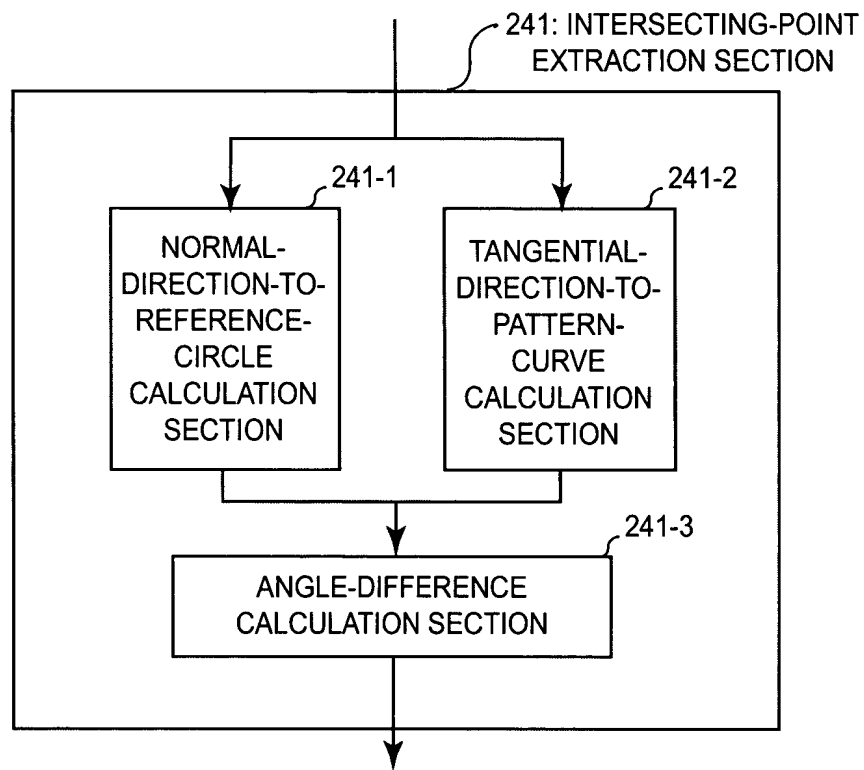 241: INTERSECTING-POINT
EXTRACTION SECTION
241-1
241-2
NORMAL-
DIRECTION-TO-
REFERENCE-
CIRCLE
CALCULATION
SECTION
TANGENTIAL-
DIRECTION-TO-
PATTERN-
CURVE
CALCULATION
SECTION
241-3
ANGLE-DIFFERENCE
CALCULATION SECTION